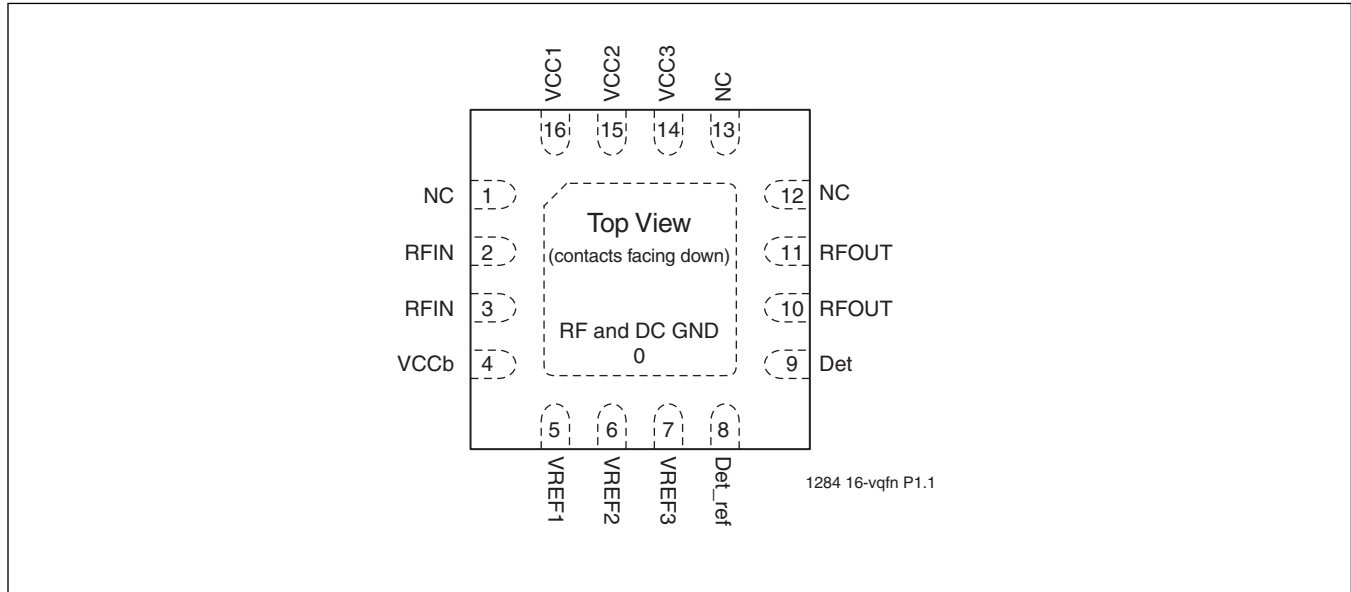 VCC1
VCC2
VCC3
NC
16
15
14
13
NC
1
RFIN
2
RFIN
3
VCCb
4
Top View
(contacts facing down)
RF and DC GND
0
12
NC
11
RFOUT
10
RFOUT
9
Det
5
6
7
8
VREF1
VREF2
VREF3
Det_ref
1284 16-vqfn P1.1